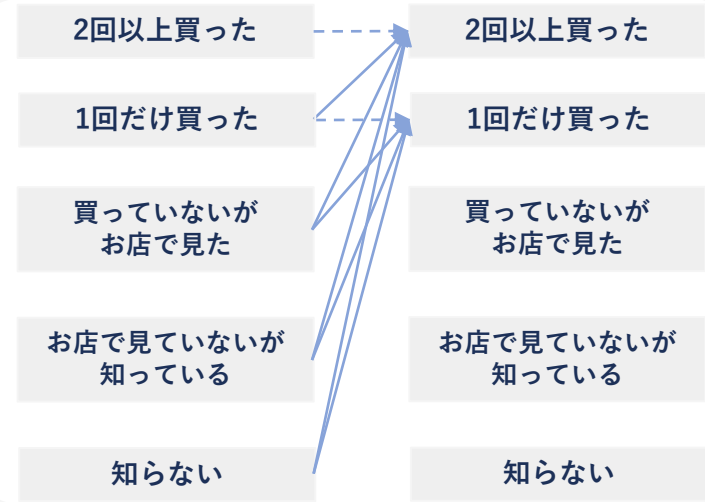 2回以上買った
2回以上買った
1回だけ買った
1回だけ買った
買っていないが
お店で見た
買っていないが
お店で見た
お店で見ていないが
知っている
お店で見ていないが
知っている
知らない
知らない